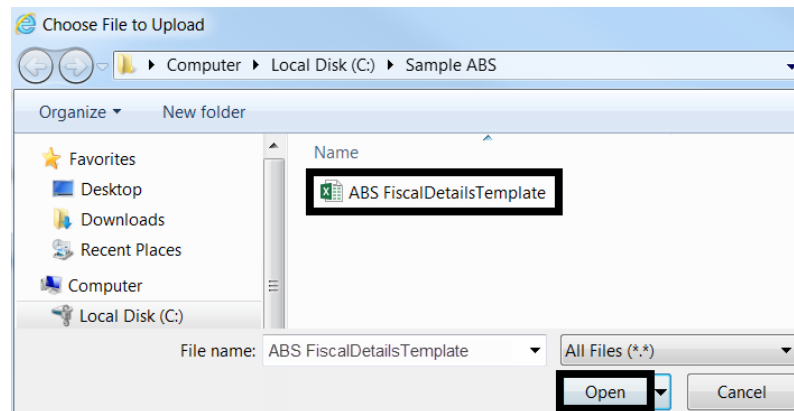 Choose File to Upload
Computer Local Disk (C:) Sample ABS
Organize New folder
Favorites
Desktop
Downloads
Recent Places
Computer
Local Disk (C:)
Name
ABS FiscalDetailsTemplate
File name: ABS FiscalDetailsTemplate All Files (*.*)
Open Cancel